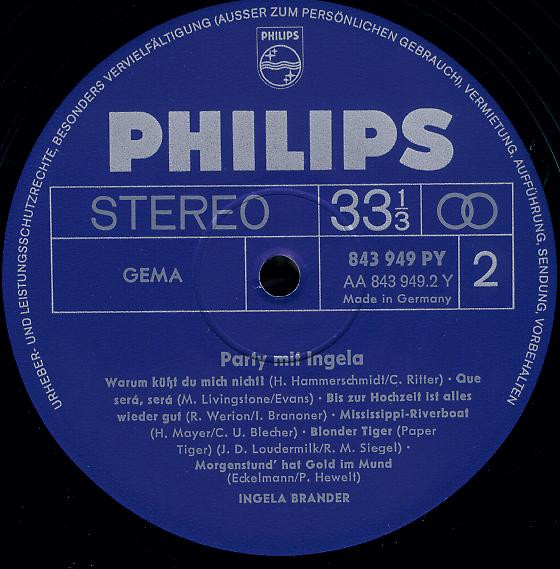 URHEBER- UND LEISTUNGSSCHUTZRECHTE, BESONDERS VERVIELFÄLTIGUNG (AUSSER ZUM PERSÖNLICHEN GEBRAUCH), VERMIETUNG, AUFFÜHRUNG, SENDUNG, VORBEHALTEN
PHILIPS
PHILIPS
STEREO 33 1/3
GEMA 843 949 PY 2
AA 843 949.2 Y
Made in Germany
Party mit Ingela
Warum küßt du mich nicht? (H. Hammerschmidt/C. Ritter) · Que
será, será (M. Livingstone/Evans) · Bis zur Hochzeit ist alles
wieder gut (R. Werion/I. Branoner) · Mississippi-Riverboat
(H. Mayer/C. U. Blecher) · Blonder Tiger (Paper
Tiger) (J. D. Loudermilk/R. M. Siegel) ·
Morgenstund' hat Gold im Mund
(Eckelmann/P. Hewelt)
INGELA BRANDER